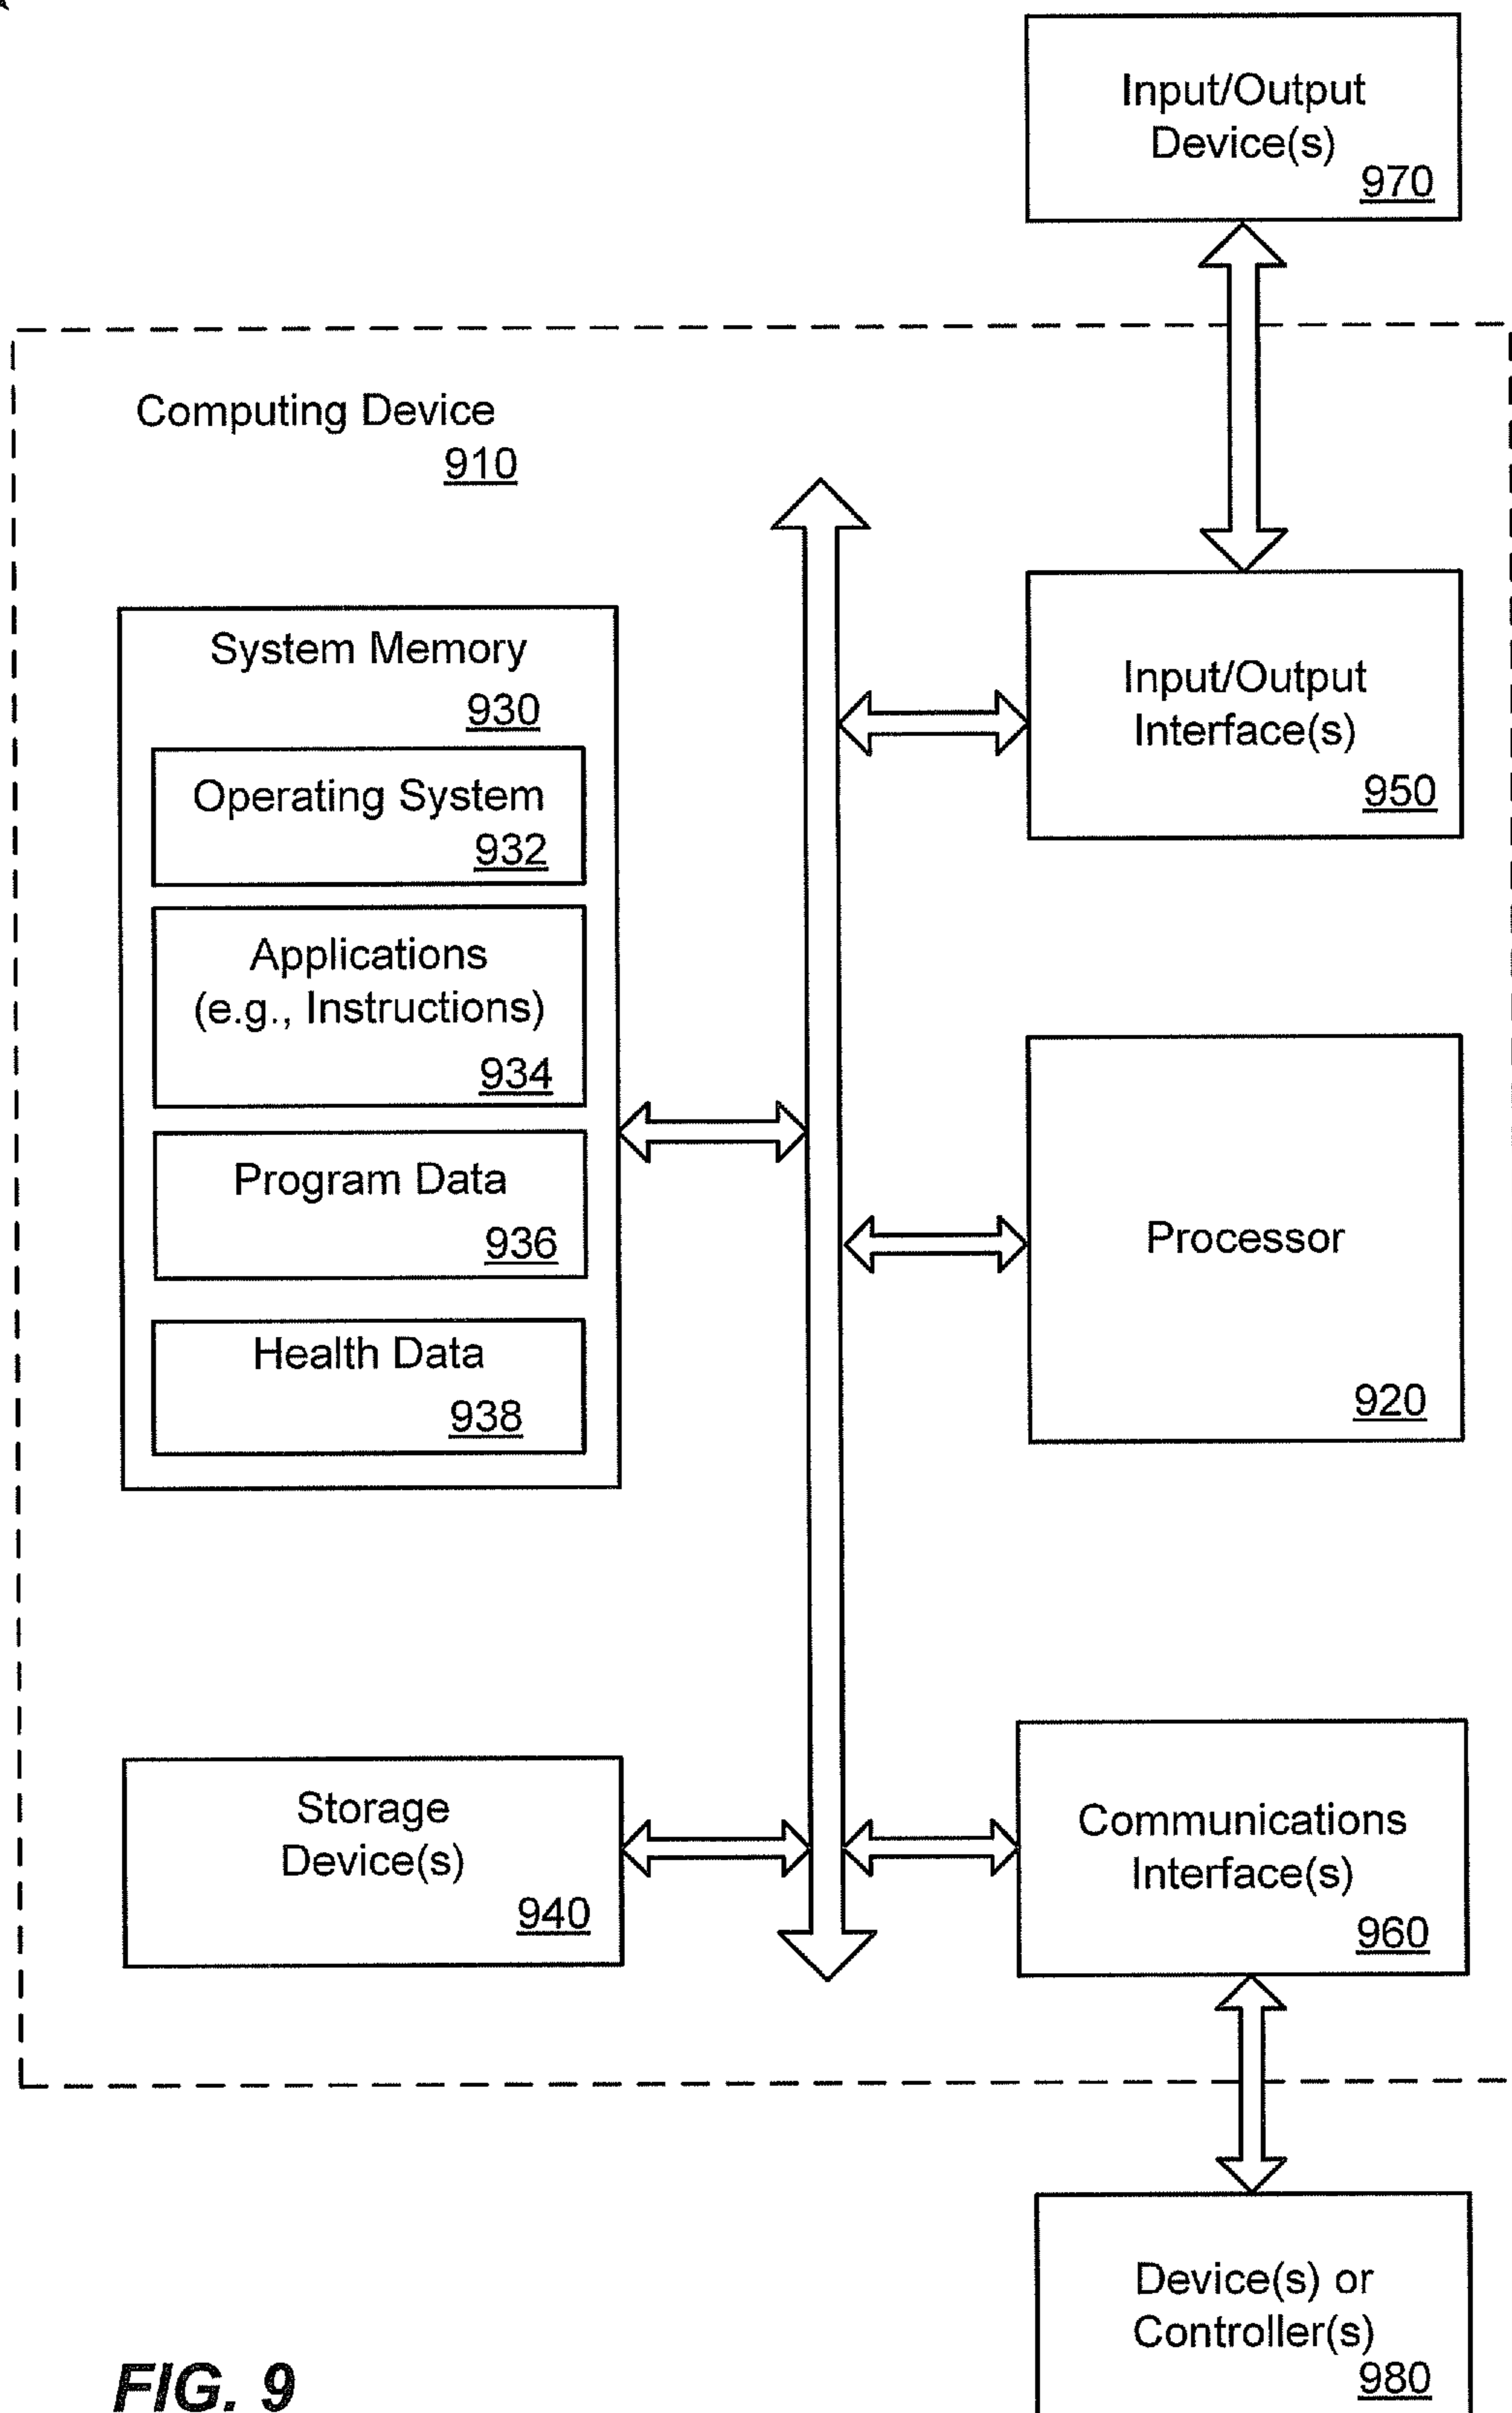 Input/Output
Device(s)
970
Computing Device
910
System Memory
930
Operating System
932
Applications
(e.g., Instructions)
934
Program Data
936
Health Data
938
Input/Output
Interface(s)
950
Processor
920
Storage
Device(s)
940
Communications
Interface(s)
960
Device(s) or
Controller(s)
980
FIG. 9